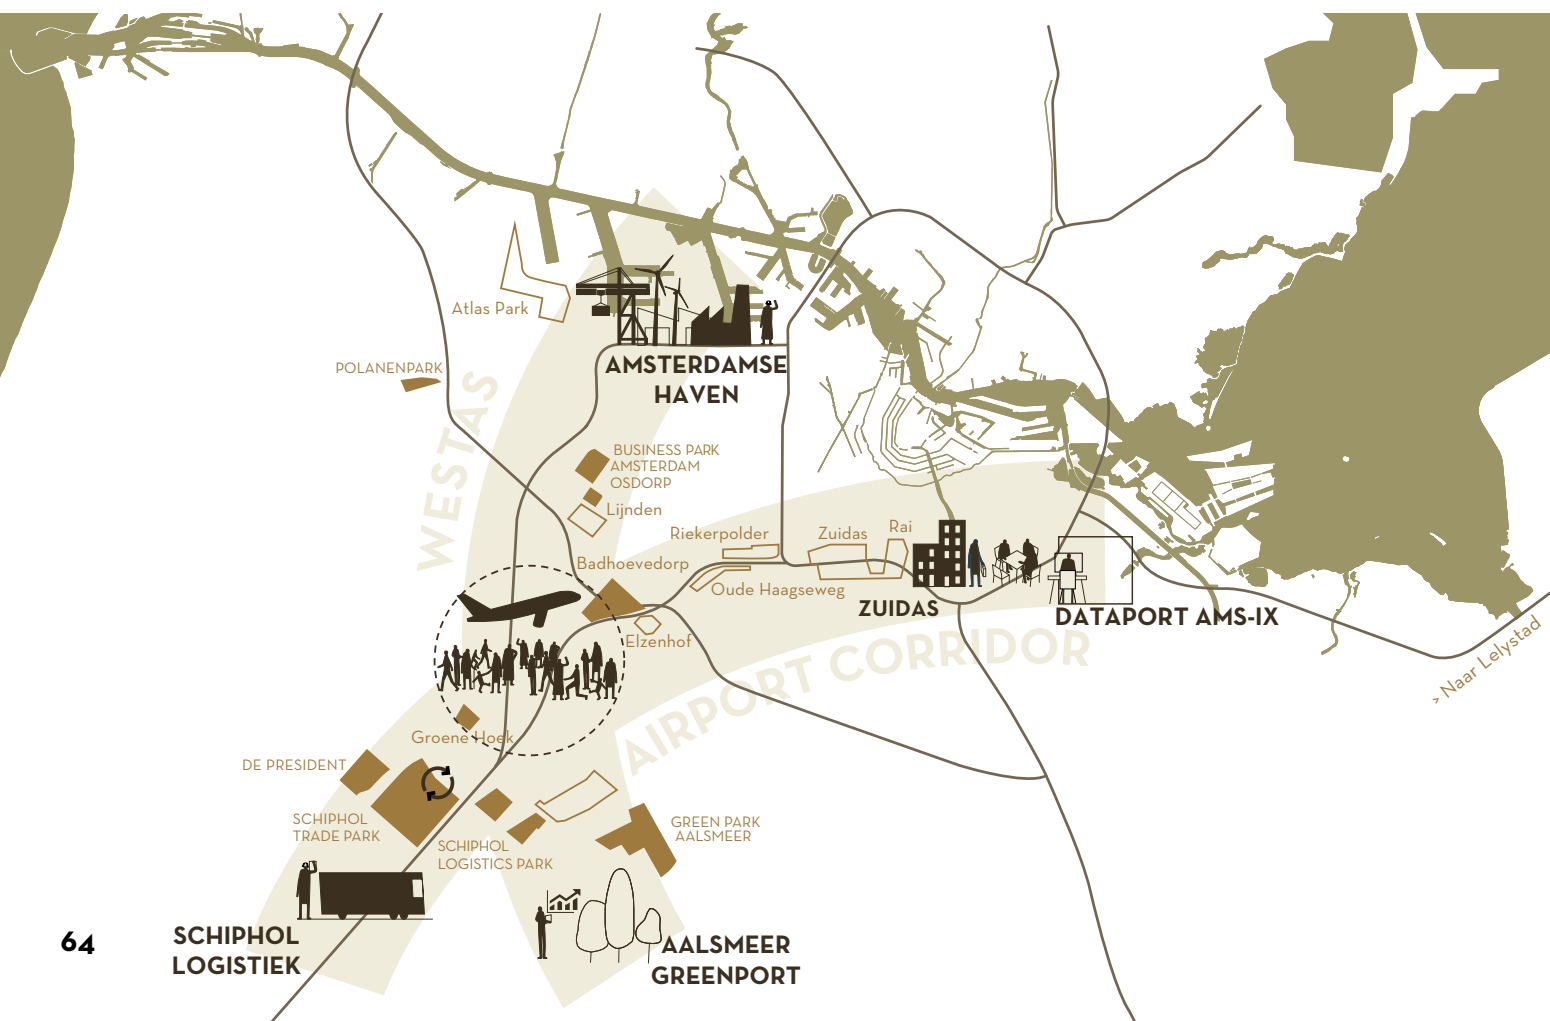 Atlas Park
AMSTERDAMSE
HAVEN
POLANENPARK
WESTAS
BUSINESS PARK
AMSTERDAM
OSDORP
Lijnden
Riekerpolder
Zuidas
Rai
Badhoevedorp
Oude Haagseweg
ZUIDAS
DATAPORT AMS-IX
Elzenhof
AIRPORT CORRIDOR
> Naar Lelystad
Groene Hoek
DE PRESIDENT
SCHIPHOL
TRADE PARK
SCHIPHOL
LOGISTICS PARK
GREEN PARK
AALSMEER
64
SCHIPHOL
LOGISTIEK
AALSMEER
GREENPORT